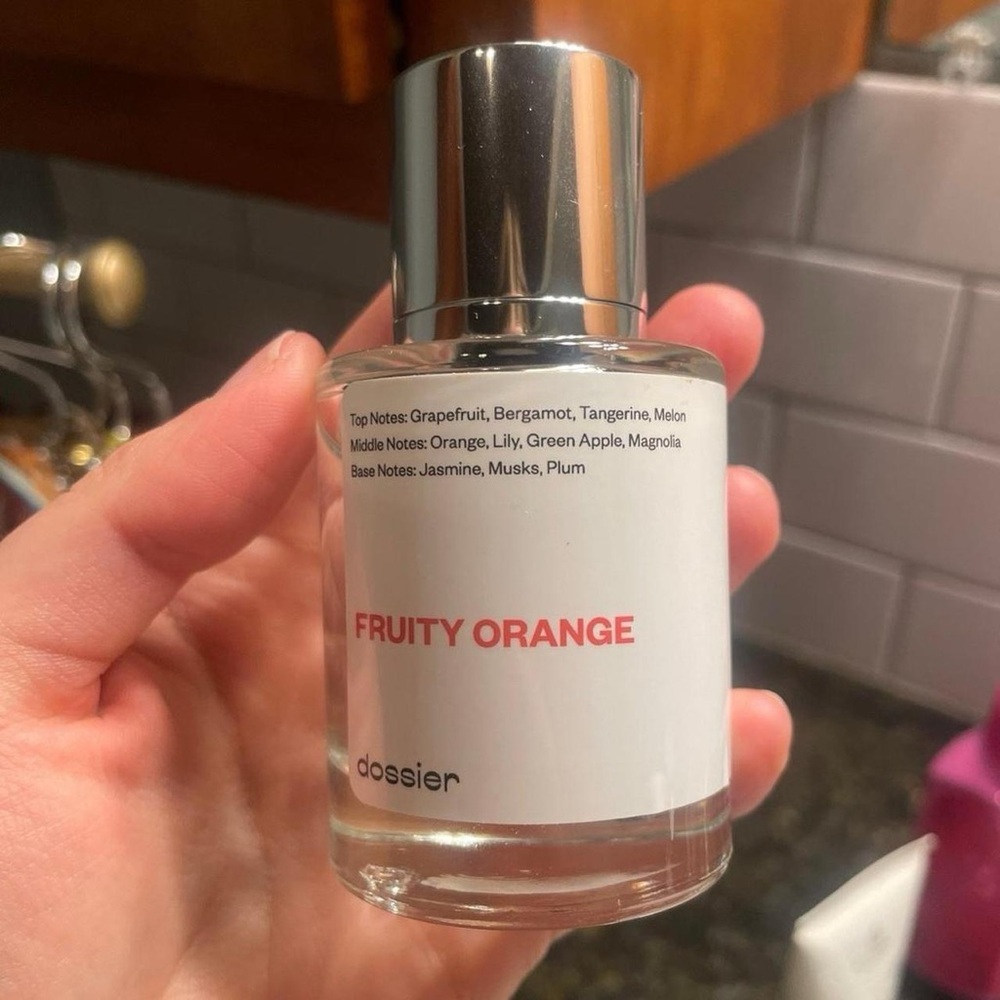 Top Notes: Grapefruit, Bergamot, Tangerine, Melon
Middle Notes: Orange, Lily, Green Apple, Magnolia
Base Notes: Jasmine, Musks, Plum
FRUITY ORANGE
dossier